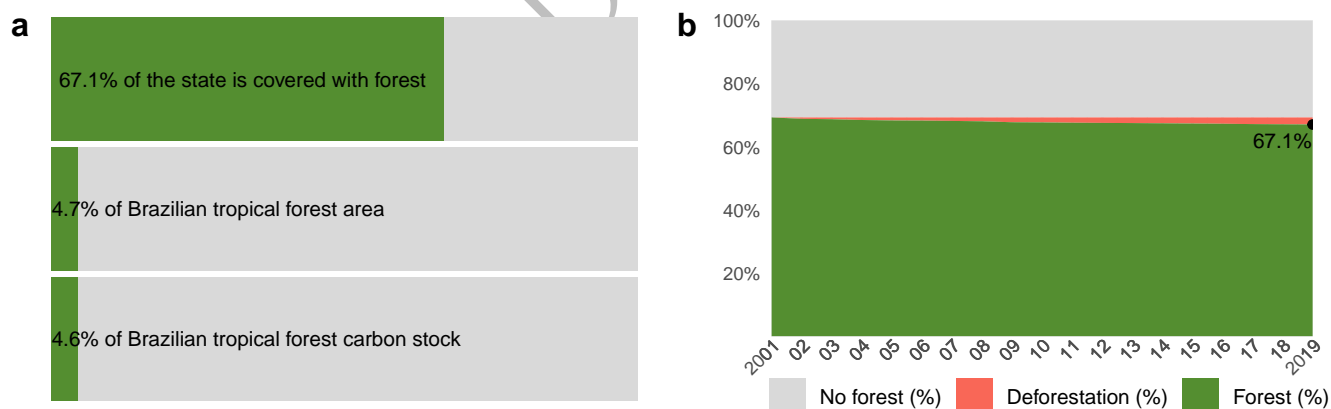 a
67.1% of the state is covered with forest
4.7% of Brazilian tropical forest area
4.6% of Brazilian tropical forest carbon stock
b
100%
80%
60%
40%
20%
67.1%
2001 02 03 04 05 06 07 08 09 10 11 12 13 14 15 16 17 18 2019
No forest (%) Deforestation (%) Forest (%)